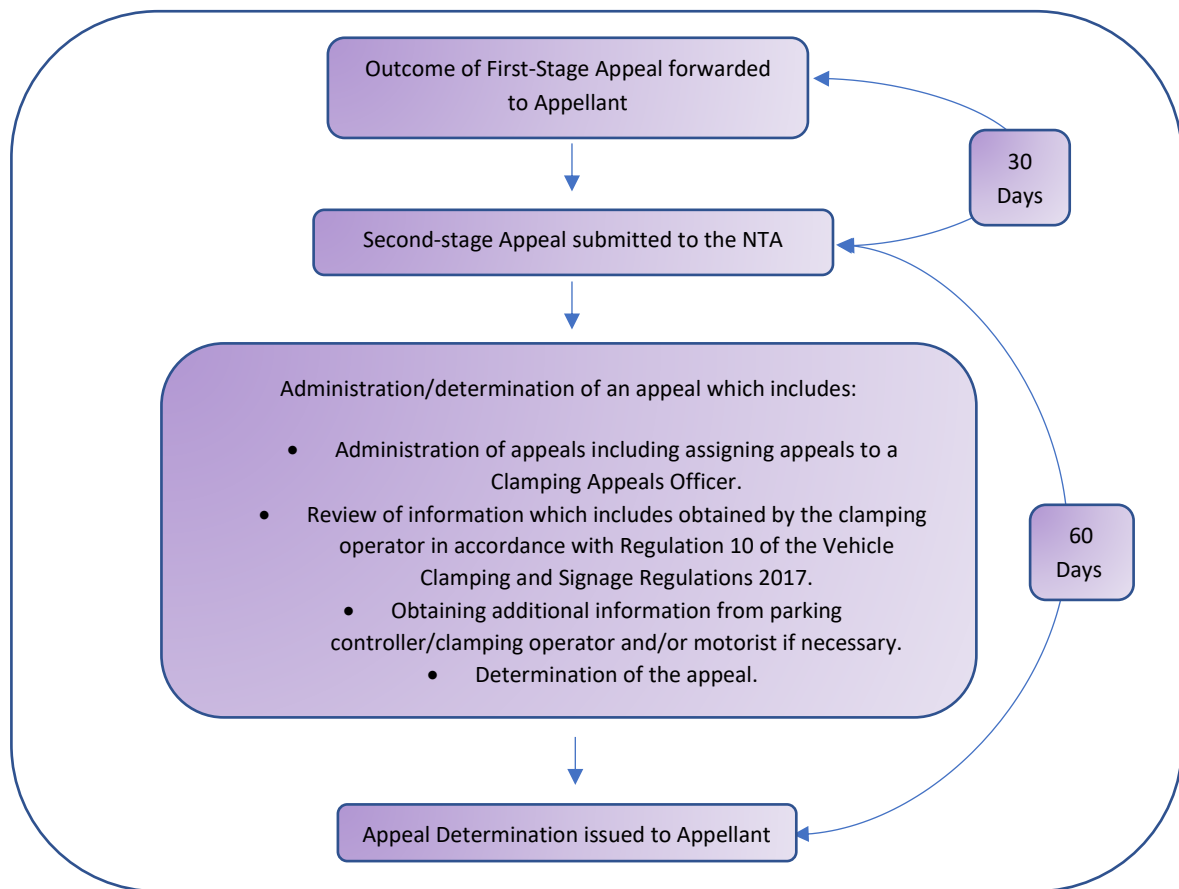 Outcome of First-Stage Appeal forwarded
to Appellant
30
Days
Second-stage Appeal submitted to the NTA
Administration/determination of an appeal which includes:
• Administration of appeals including assigning appeals to a
Clamping Appeals Officer.
• Review of information which includes obtained by the clamping
operator in accordance with Regulation 10 of the Vehicle
Clamping and Signage Regulations 2017.
• Obtaining additional information from parking
controller/clamping operator and/or motorist if necessary.
• Determination of the appeal.
60
Days
Appeal Determination issued to Appellant